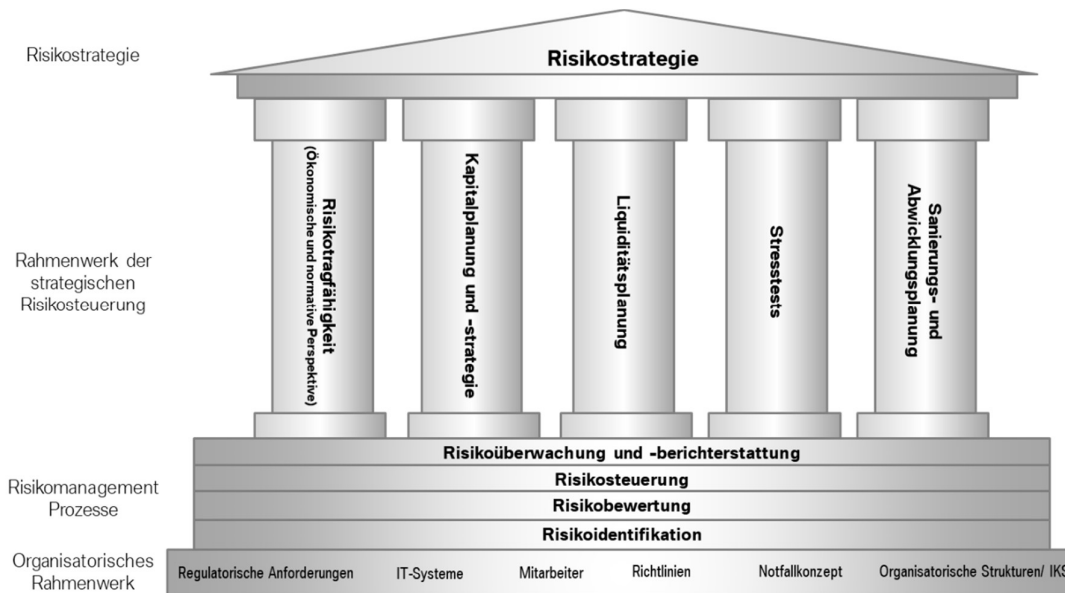 Risikostrategie
Risikostrategie
Rahmenwerk der
strategischen
Risikosteuerung
Risikotragfähigkeit
(Ökonomische und normative Perspektive)
Kapitalplanung und -strategie
Liquiditätsplanung
Stresstests
Sanierungs- und
Abwicklungsplanung
Risikomanagement
Prozesse
Risikoüberwachung und -berichterstattung
Risikosteuerung
Risikobewertung
Risikoidentifikation
Organisatorisches
Rahmenwerk
Regulatorische Anforderungen IT-Systeme Mitarbeiter Richtlinien Notfallkonzept Organisatorische Strukturen/ IKS